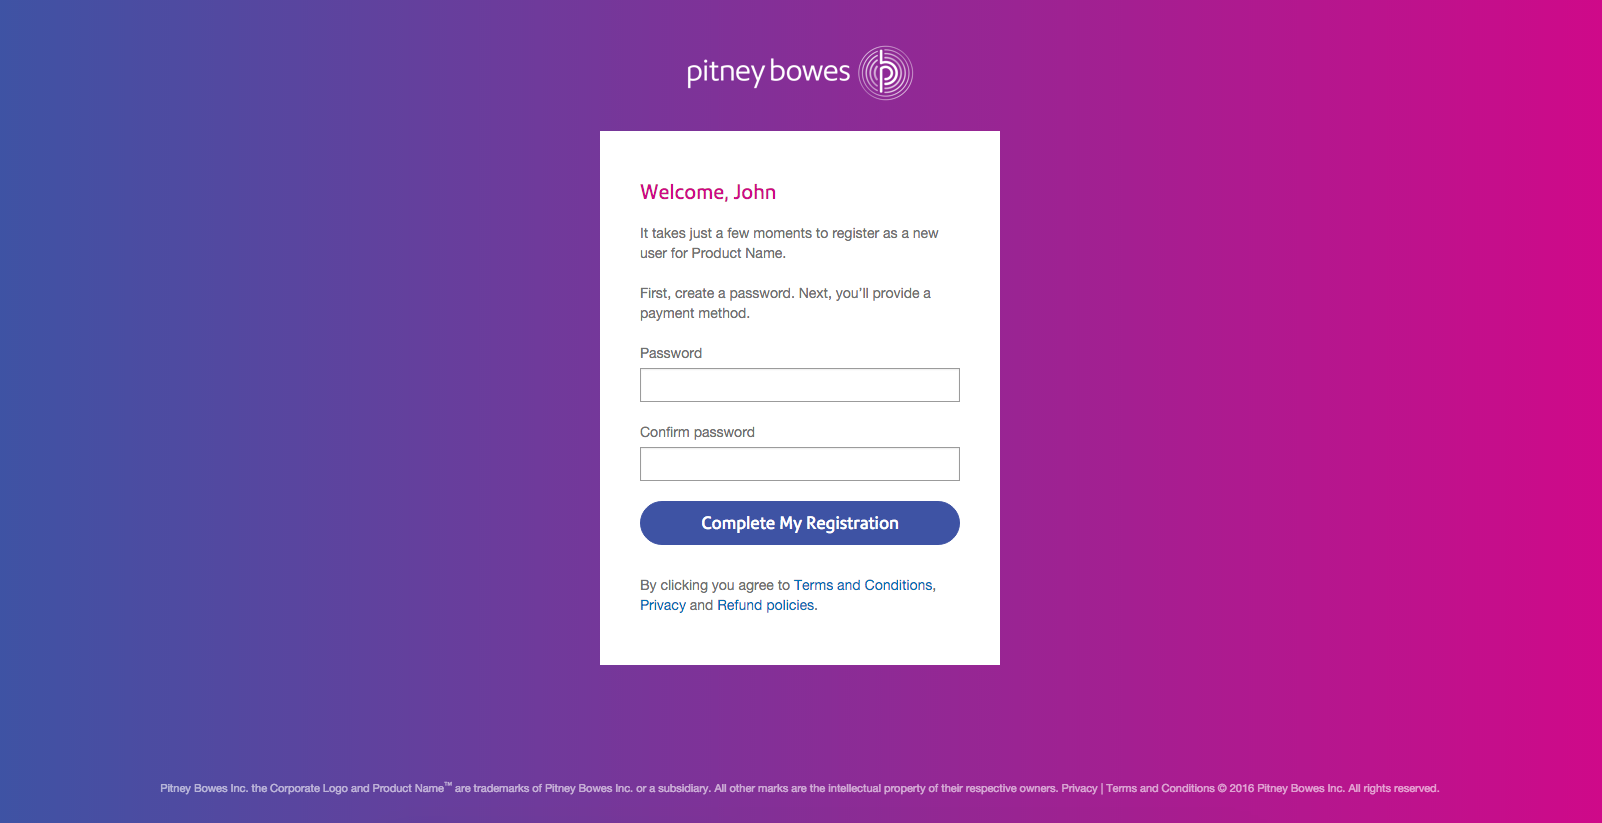 pitney bowes
Welcome, John
It takes just a few moments to register as a new
user for Product Name.
First, create a password. Next, you’ll provide a
payment method.
Password
Confirm password
Complete My Registration
By clicking you agree to Terms and Conditions,
Privacy and Refund policies.
Pitney Bowes Inc. the Corporate Logo and Product Name™ are trademarks of Pitney Bowes Inc. or a subsidiary. All other marks are the intellectual property of their respective owners. Privacy | Terms and Conditions © 2016 Pitney Bowes Inc. All rights reserved.